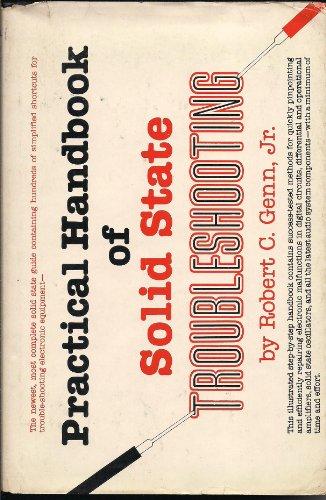 The newest, most complete solid state guide containing hundreds of simplified shortcuts for
trouble-shooting electronic equipment—
Practical Handbook
of
Solid State
TROUBLESHOOTING
by Robert C. Genn, Jr.
This illustrated step-by-step handbook contains success-tested methods for quickly pinpointing
and efficiently repairing electronic malfunctions in digital circuits, differential and operational
amplifiers, solid state oscillators, and all the latest audio system components—with a minimum of
time and effort.